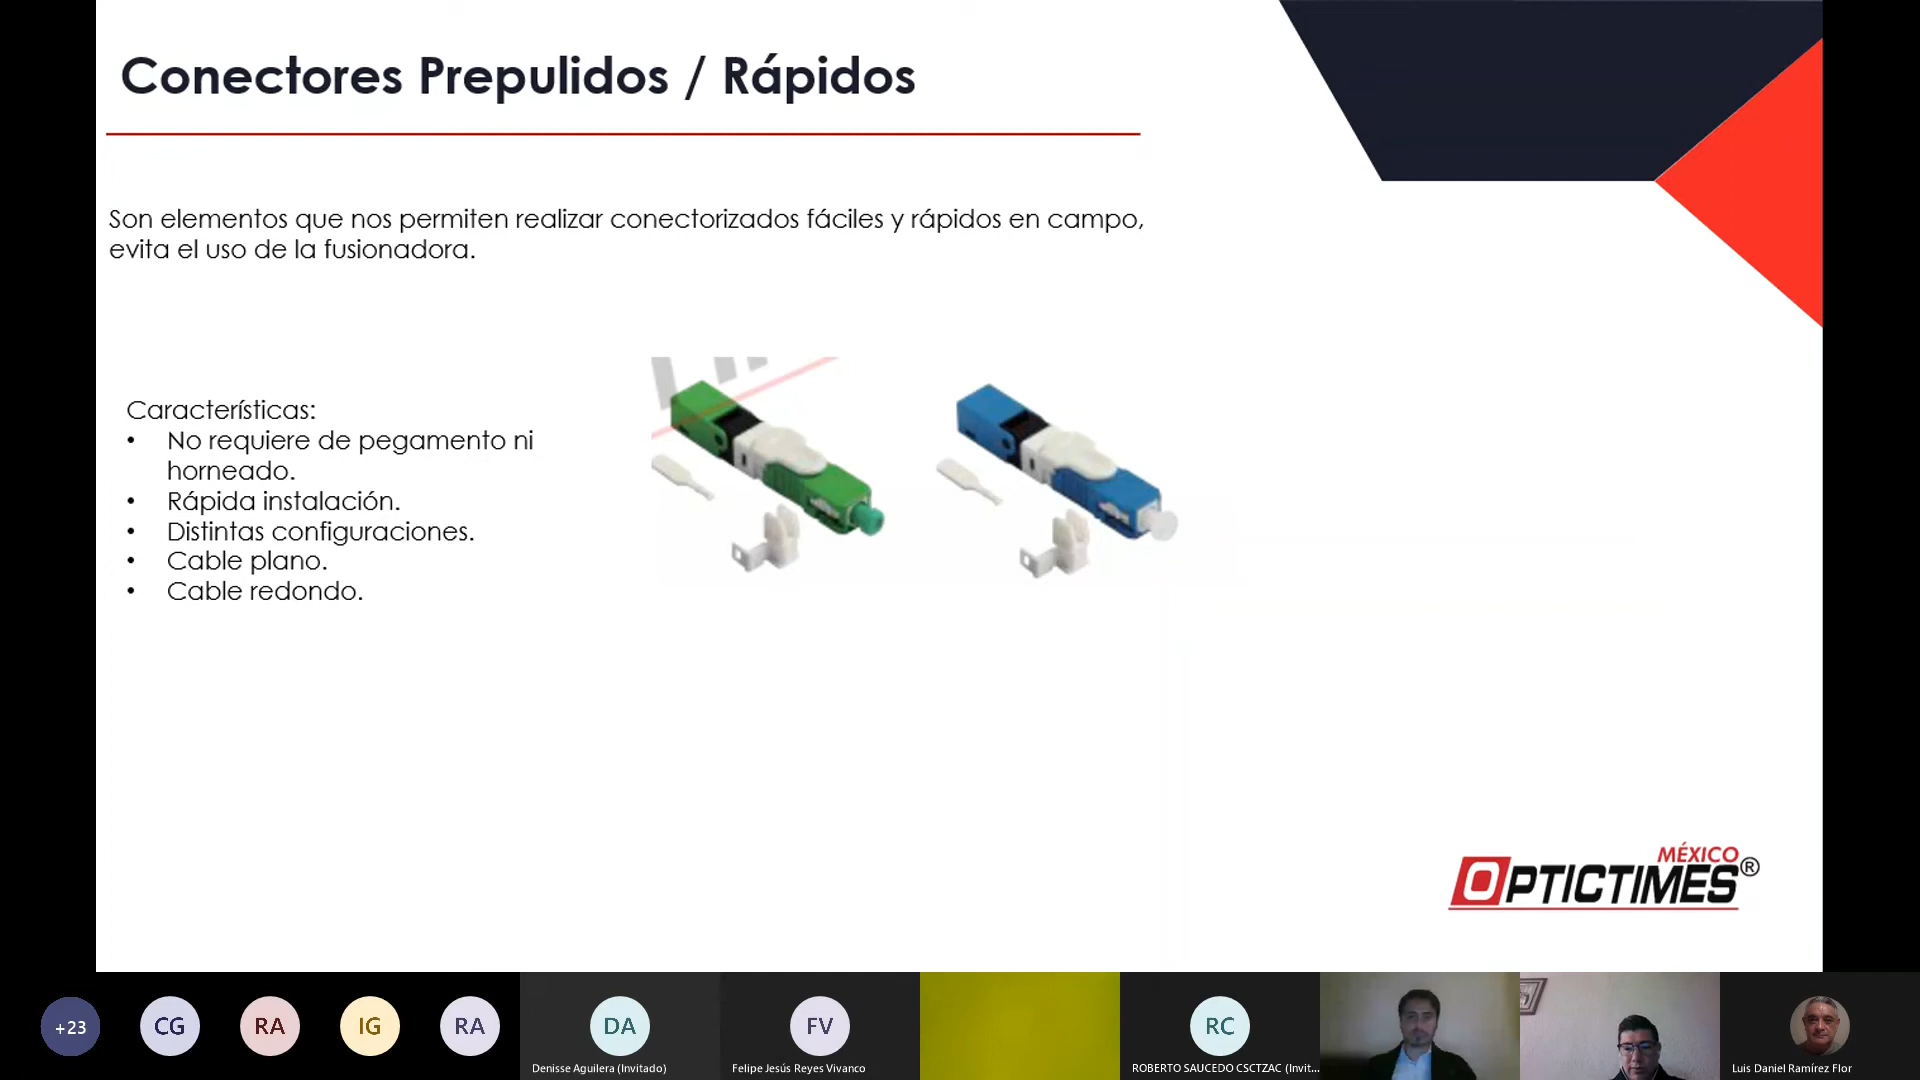 Conectores Prepulidos / Rápidos
Son elementos que nos permiten realizar conectorizados fáciles y rápidos en campo,
evita el uso de la fusionadora.
Características:
• No requiere de pegamento ni
horneado.
• Rápida instalación.
• Distintas configuraciones.
• Cable plano.
• Cable redondo.
MÉXICO
OPTICTIMES®
+23
CG
RA
IG
RA
DA
FV
RC
Denisse Aguilera (Invitado)
Felipe Jesús Reyes Vivanco
ROBERTO SAUCEDO CSCTZAC (Invit...
Luis Daniel Ramírez Flor